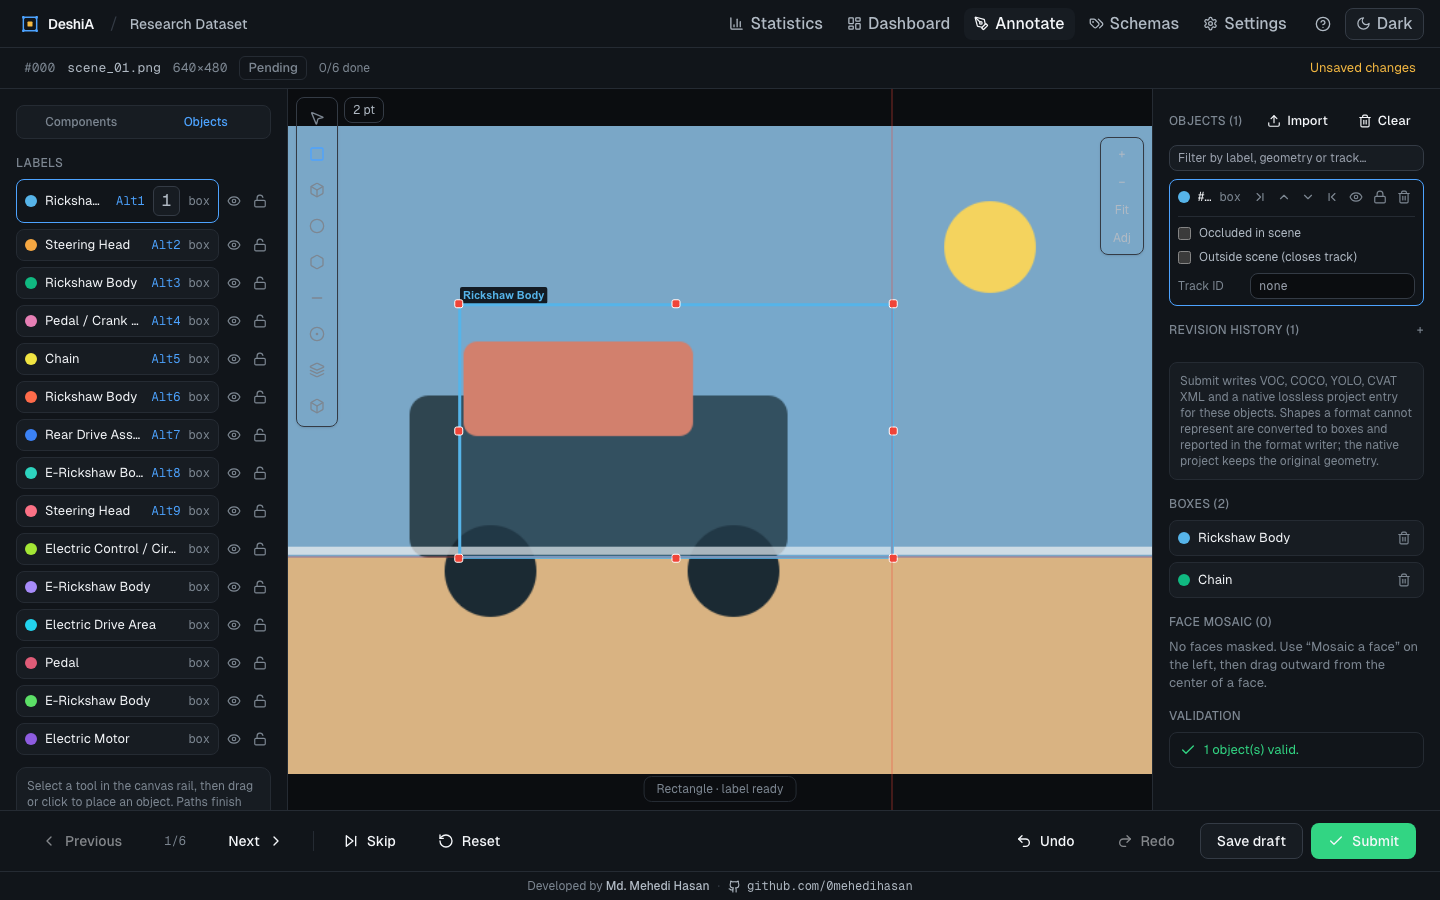 DeshiA / Research Dataset
Statistics Dashboard Annotate Schemas Settings Dark
#000 scene_01.png 640×480 Pending 0/6 done Unsaved changes
Components Objects
LABELS
Ricksha... Alt1 1 box
Steering Head Alt2 box
Rickshaw Body Alt3 box
Pedal / Crank ... Alt4 box
Chain Alt5 box
Rickshaw Body Alt6 box
Rear Drive Ass... Alt7 box
E-Rickshaw Bo... Alt8 box
Steering Head Alt9 box
Electric Control / Cir... box
E-Rickshaw Body box
Electric Drive Area box
Pedal box
E-Rickshaw Body box
Electric Motor box
Select a tool in the canvas rail, then drag
or click to place an object. Paths finish
2 pt
Rickshaw Body
+
−
Fit
Adj
Rectangle · label ready
OBJECTS (1) Import Clear
Filter by label, geometry or track...
#... box
Occluded in scene
Outside scene (closes track)
Track ID none
REVISION HISTORY (1) +
Submit writes VOC, COCO, YOLO, CVAT
XML and a native lossless project entry
for these objects. Shapes a format cannot
represent are converted to boxes and
reported in the format writer; the native
project keeps the original geometry.
BOXES (2)
Rickshaw Body
Chain
FACE MOSAIC (0)
No faces masked. Use “Mosaic a face” on
the left, then drag outward from the
center of a face.
VALIDATION
1 object(s) valid.
Previous 1/6 Next Skip Reset Undo Redo Save draft Submit
Developed by Md. Mehedi Hasan · github.com/0mehedihasan